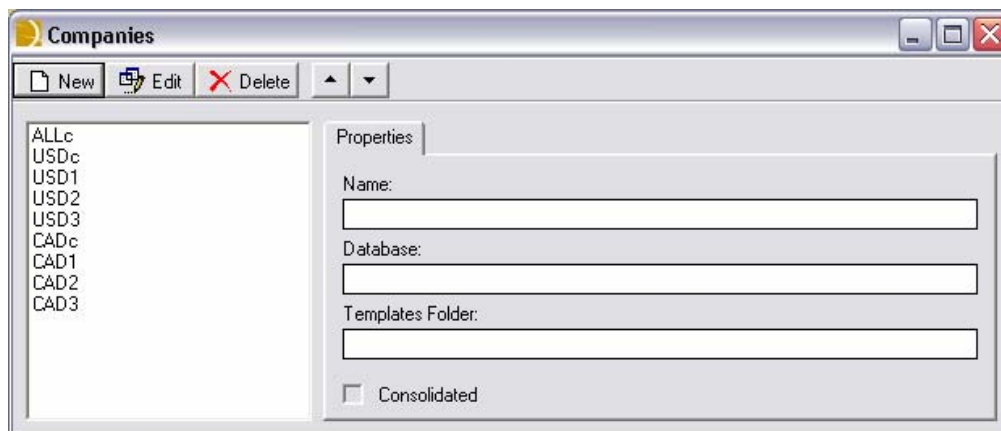 Companies
New Edit Delete
ALLc
USDc
USD1
USD2
USD3
CADc
CAD1
CAD2
CAD3
Properties
Name:
Database:
Templates Folder:
Consolidated